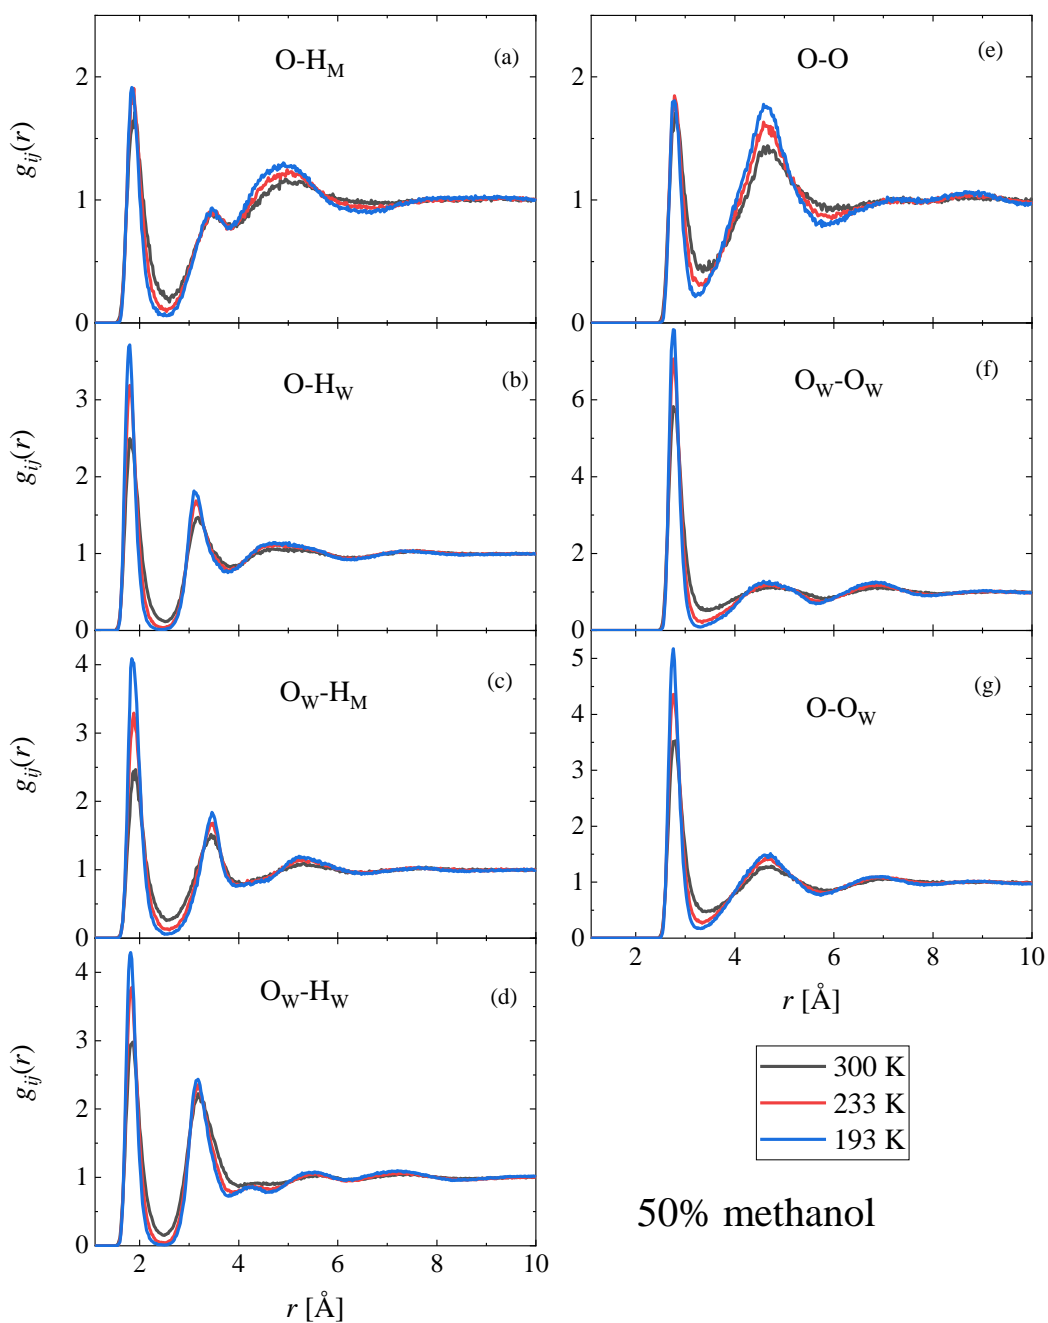 O-H_M (a)
g_ij(r)
2
1
0
O-H_W (b)
g_ij(r)
3
2
1
0
O_W-H_M (c)
g_ij(r)
4
3
2
1
0
O_W-H_W (d)
g_ij(r)
4
3
2
1
0
2 4 6 8 10
r [Å]
O-O (e)
2
1
0
O_W-O_W (f)
6
4
2
0
O-O_W (g)
5
4
3
2
1
0
2 4 6 8 10
r [Å]
300 K
233 K
193 K
50% methanol